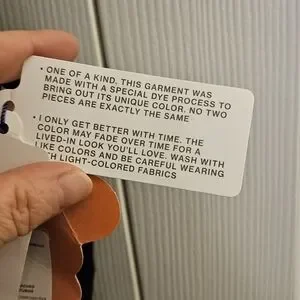 • ONE OF A KIND. THIS GARMENT WAS
MADE WITH A SPECIAL DYE PROCESS TO
BRING OUT ITS UNIQUE COLOR. NO TWO
PIECES ARE EXACTLY THE SAME
• I ONLY GET BETTER WITH TIME. THE
COLOR MAY FADE OVER TIME FOR A
LIVED-IN LOOK YOU'LL LOVE. WASH WITH
LIKE COLORS AND BE CAREFUL WEARING
LIGHT-COLORED FABRICS